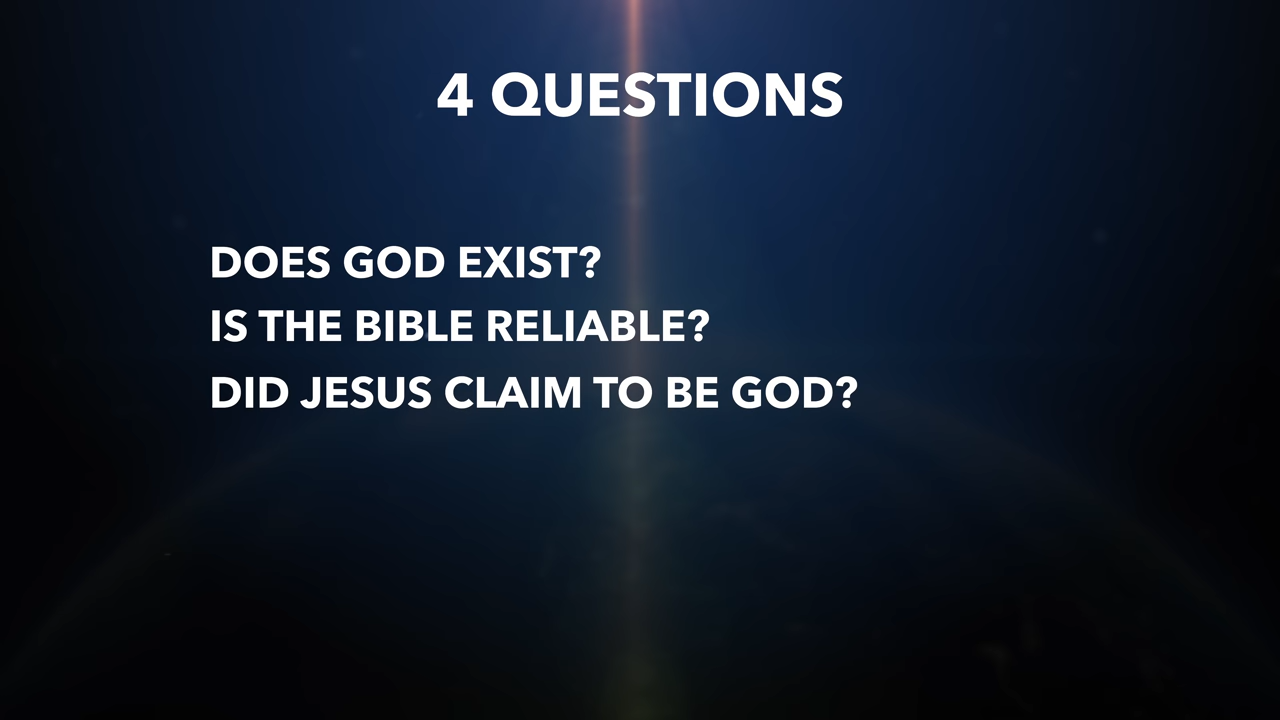 4 QUESTIONS
DOES GOD EXIST?
IS THE BIBLE RELIABLE?
DID JESUS CLAIM TO BE GOD?